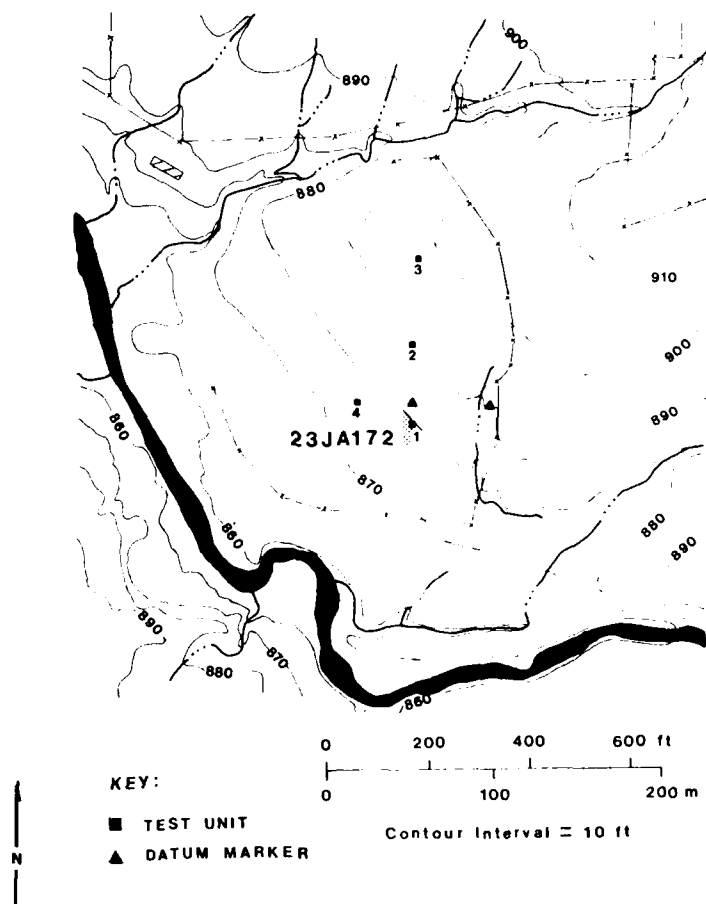 900
890
880
3
910
2
900
4
860
890
23JA172
1
870
880
860
890
890
870
880
860
0 200 400 600 ft
0 100 200 m
KEY:
■ TEST UNIT
▲ DATUM MARKER
Contour Interval = 10 ft
N